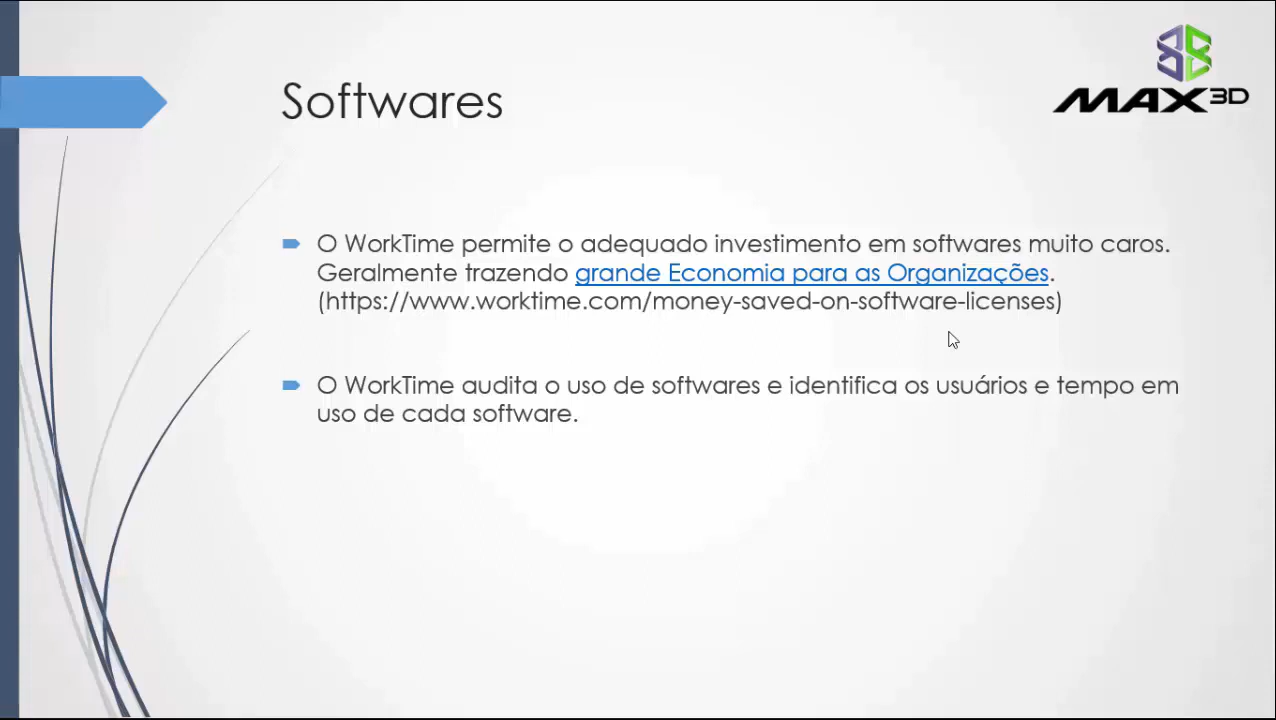 MAX3D
Softwares
O WorkTime permite o adequado investimento em softwares muito caros.
Geralmente trazendo grande Economia para as Organizações.
(https://www.worktime.com/money-saved-on-software-licenses)
O WorkTime audita o uso de softwares e identifica os usuários e tempo em
uso de cada software.